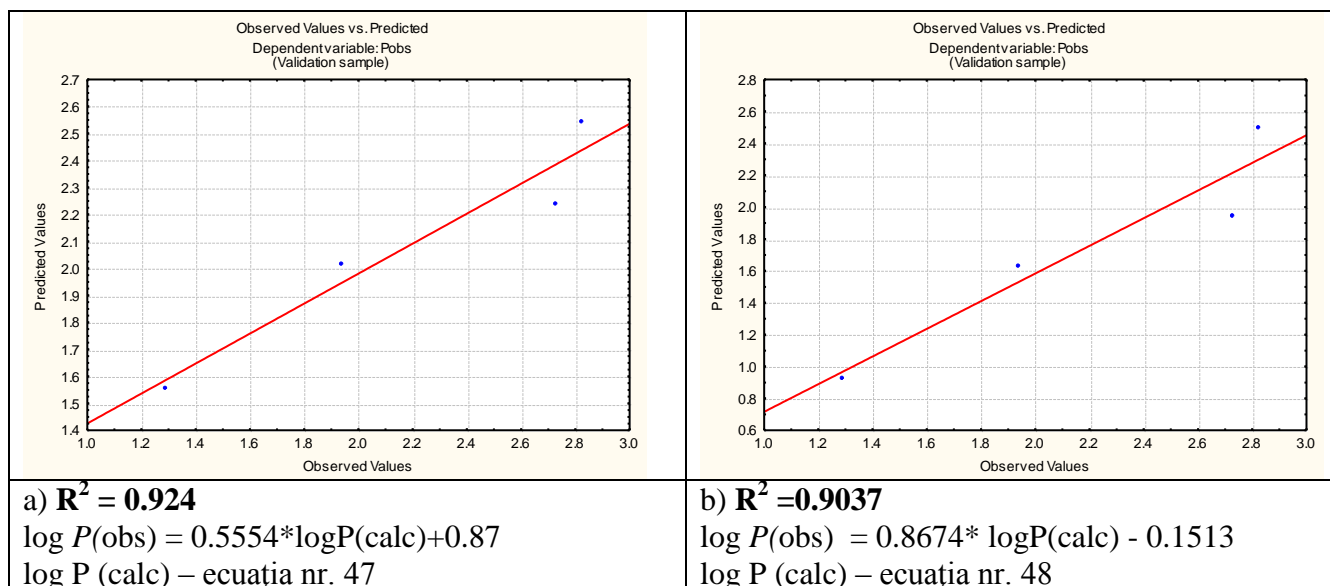 Observed Values vs. Predicted
Dependentvariable: Pobs
(Validation sample)
2.7
2.6
2.5
2.4
2.3
2.2
2.1
2.0
1.9
1.8
1.7
1.6
1.5
1.4
1.0 1.2 1.4 1.6 1.8 2.0 2.2 2.4 2.6 2.8 3.0
Observed Values
Predicted Values
a) R² = 0.924
log P(obs) = 0.5554*logP(calc)+0.87
log P (calc) – ecuația nr. 47
Observed Values vs. Predicted
Dependentvariable: Pobs
(Validation sample)
2.8
2.6
2.4
2.2
2.0
1.8
1.6
1.4
1.2
1.0
0.8
0.6
1.0 1.2 1.4 1.6 1.8 2.0 2.2 2.4 2.6 2.8 3.0
Observed Values
Predicted Values
b) R² =0.9037
log P(obs) = 0.8674* logP(calc) - 0.1513
log P (calc) – ecuația nr. 48